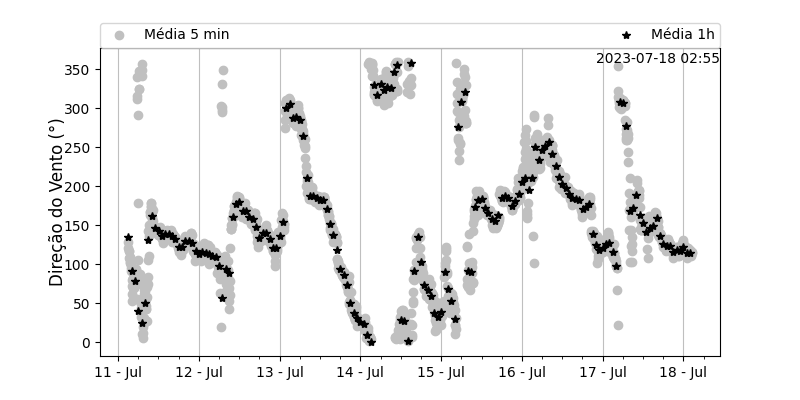 Média 5 min
Média 1h
2023-07-18 02:55
Direção do Vento (°)
350
300
250
200
150
100
50
0
11 - Jul
12 - Jul
13 - Jul
14 - Jul
15 - Jul
16 - Jul
17 - Jul
18 - Jul